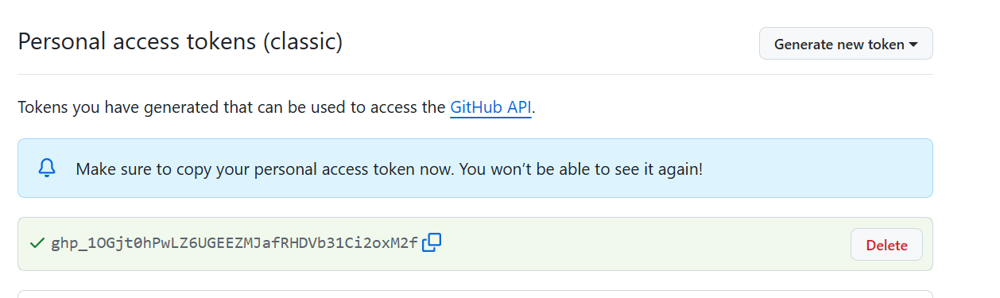 Personal access tokens (classic)
Generate new token
Tokens you have generated that can be used to access the GitHub API.
Make sure to copy your personal access token now. You won’t be able to see it again!
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
Delete